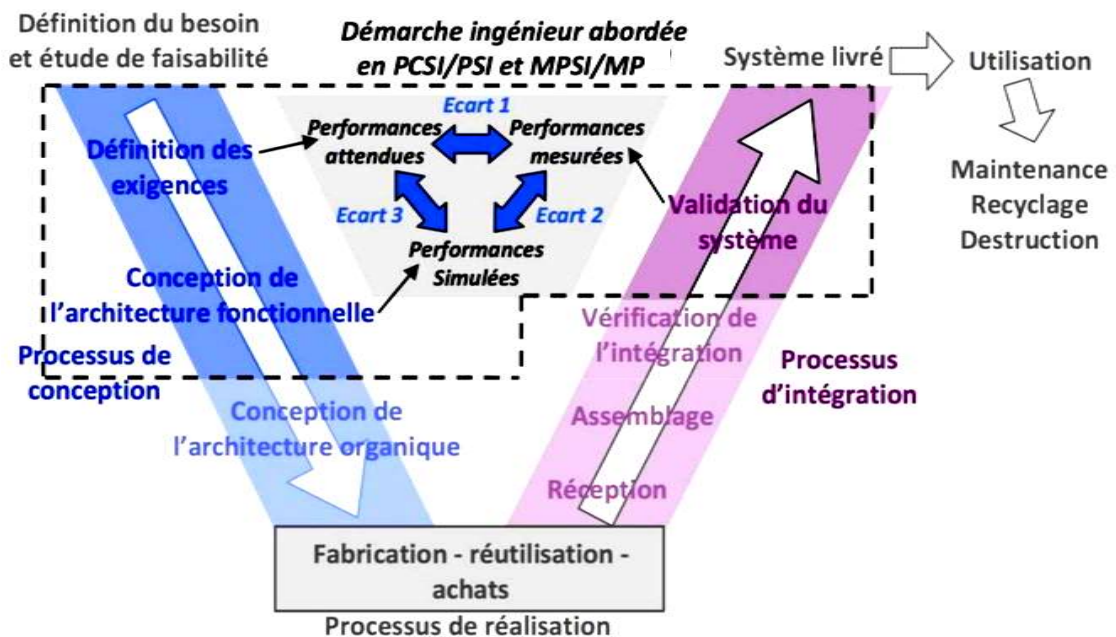 Définition du besoin
et étude de faisabilité
Démarche ingénieur abordée
en PCSI/PSI et MPSI/MP
Système livré
Utilisation
Maintenance
Recyclage
Destruction
Ecart 1
Performances
attendues
Performances
mesurées
Définition des
exigences
Ecart 3
Ecart 2
Validation du
système
Performances
Simulées
Conception de
l'architecture fonctionnelle
Processus de
conception
Vérification de
l'intégration
Processus
d'intégration
Conception de
l'architecture organique
Assemblage
Réception
Fabrication - réutilisation -
achats
Processus de réalisation